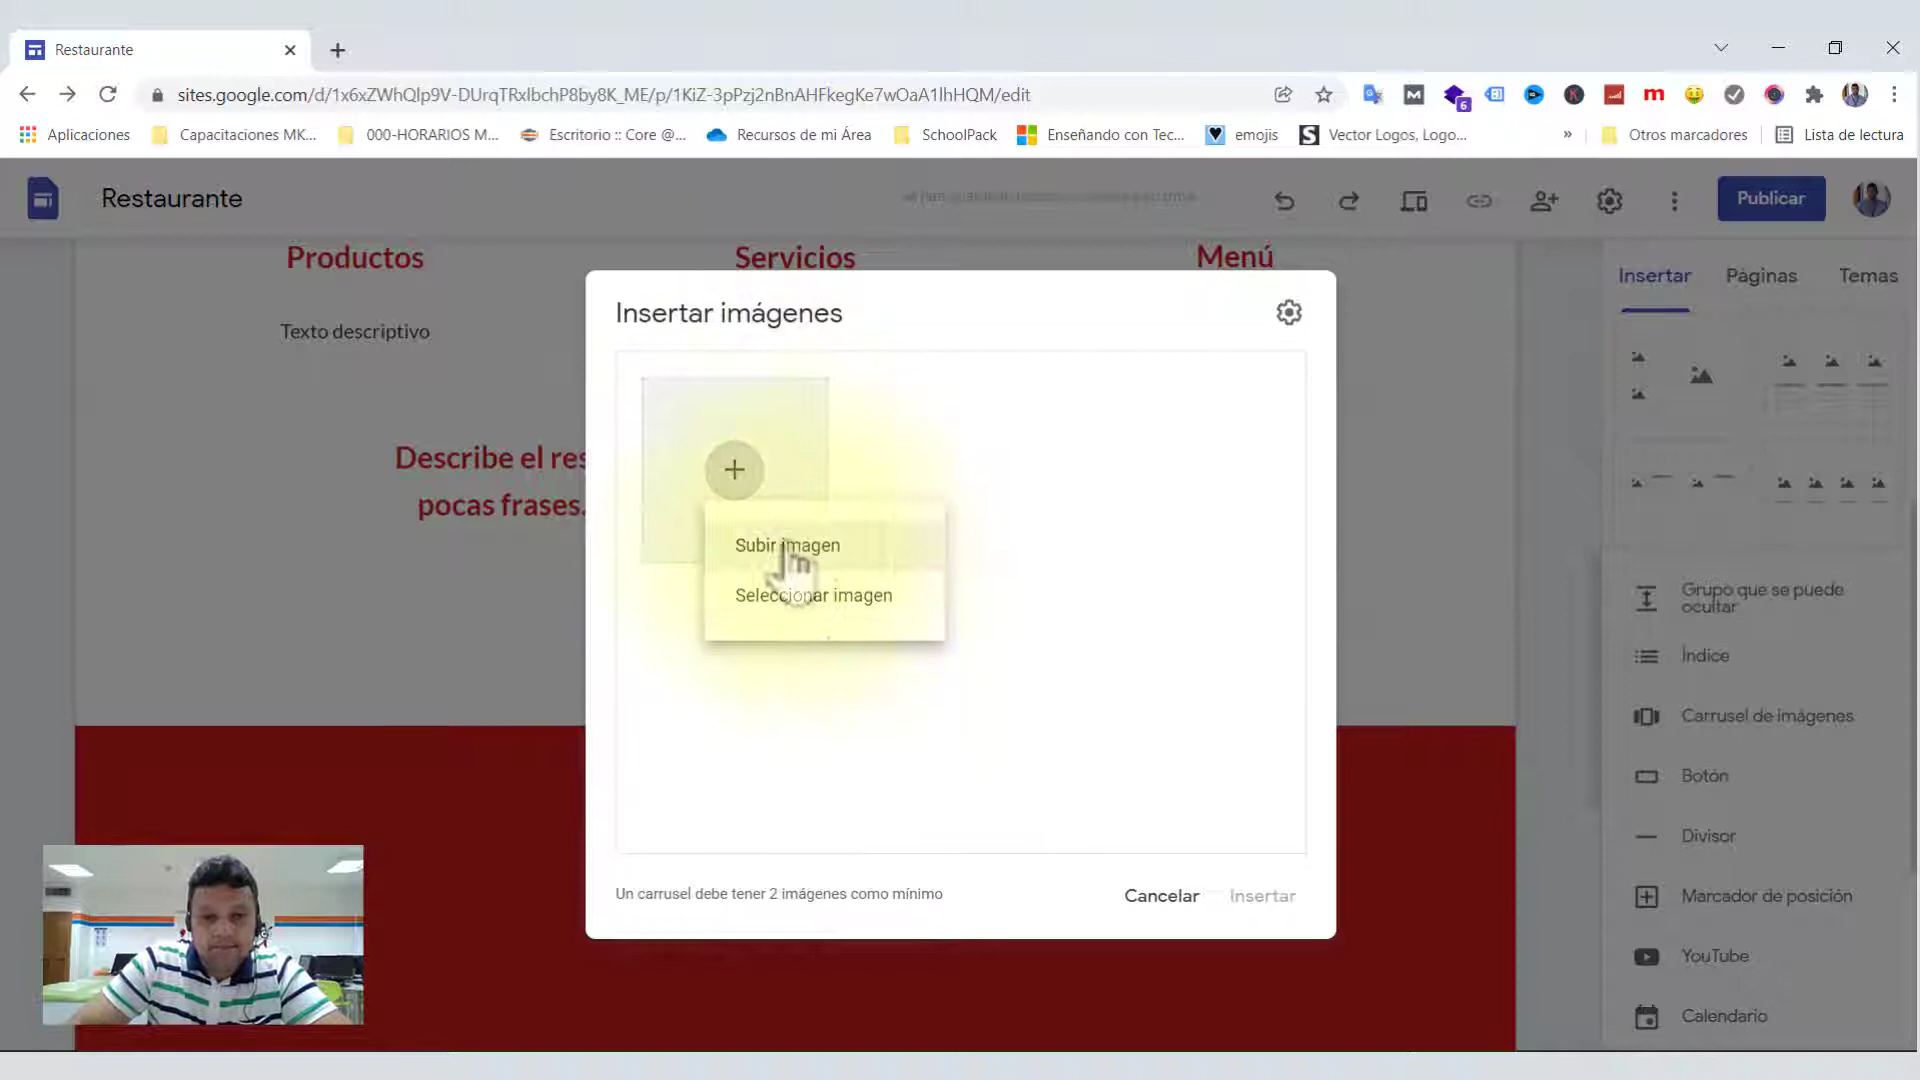 Restaurante
sites.google.com/d/1x6xZWhQlp9V-DUrqTRxlbchP8by8K_ME/p/1KiZ-3pPzj2nBnAHFkegKe7wOaA1lhHQM/edit
6
Aplicaciones
Capacitaciones MK...
000-HORARIOS M...
Escritorio :: Core @...
Recursos de mi Área
SchoolPack
Enseñando con Tec...
emojis
Vector Logos, Logo...
»
Otros marcadores
Lista de lectura
Restaurante
Publicar
Productos
Servicios
Menú
Insertar
Páginas
Temas
Texto descriptivo
Insertar imágenes
Describe el res
pocas frases.
Subir imagen
Seleccionar imagen
Un carrusel debe tener 2 imágenes como mínimo
Cancelar
Insertar
Grupo que se puede
ocultar
Índice
Carrusel de imágenes
Botón
Divisor
Marcador de posición
YouTube
Calendario